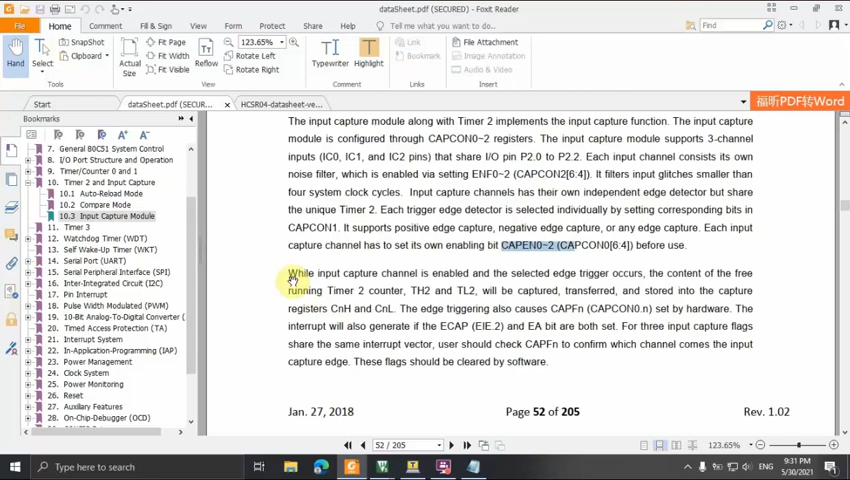 dataSheet.pdf (SECURED) - Foxit Reader
File Home Comment Fill & Sign View Form Protect Share Help Tell me what you want to do... Find
Hand
Select
SnapShot
Clipboard
Tools
Actual Size
Fit Page
Fit Width
Fit Visible
Reflow
123.65%
Rotate Left
Rotate Right
View
Typewriter
Highlight
Comment
Link
Bookmark
Links
File Attachment
Image Annotation
Audio & Video
Insert
Start dataSheet.pdf (SECUR... HCSR04-datasheet-ve... 福昕PDF转Word
Bookmarks
7. General 80C51 System Control
8. I/O Port Structure and Operation
9. Timer/Counter 0 and 1
10. Timer 2 and Input Capture
10.1 Auto-Reload Mode
10.2 Compare Mode
10.3 Input Capture Module
11. Timer 3
12. Watchdog Timer (WDT)
13. Self Wake-Up Timer (WKT)
14. Serial Port (UART)
15. Serial Peripheral Interface (SPI)
16. Inter-Integrated Circuit (I2C)
17. Pin Interrupt
18. Pulse Width Modulated (PWM)
19. 10-Bit Analog-To-Digital Converter (
20. Timed Access Protection (TA)
21. Interrupt System
22. In-Application-Programming (IAP)
23. Power Management
24. Clock System
25. Power Monitoring
26. Reset
27. Auxiliary Features
28. On-Chip-Debugger (OCD)
The input capture module along with Timer 2 implements the input capture function. The input capture
module is configured through CAPCON0~2 registers. The input capture module supports 3-channel
inputs (IC0, IC1, and IC2 pins) that share I/O pin P2.0 to P2.2. Each input channel consists its own
noise filter, which is enabled via setting ENF0~2 (CAPCON2[6:4]). It filters input glitches smaller than
four system clock cycles. Input capture channels has their own independent edge detector but share
the unique Timer 2. Each trigger edge detector is selected individually by setting corresponding bits in
CAPCON1. It supports positive edge capture, negative edge capture, or any edge capture. Each input
capture channel has to set its own enabling bit CAPEN0~2 (CAPCON0[6:4]) before use.
While input capture channel is enabled and the selected edge trigger occurs, the content of the free
running Timer 2 counter, TH2 and TL2, will be captured, transferred, and stored into the capture
registers CnH and CnL. The edge triggering also causes CAPFn (CAPCON0.n) set by hardware. The
interrupt will also generate if the ECAP (EIE.2) and EA bit are both set. For three input capture flags
share the same interrupt vector, user should check CAPFn to confirm which channel comes the input
capture edge. These flags should be cleared by software.
Jan. 27, 2018 Page 52 of 205 Rev. 1.02
52 / 205 123.65%
Type here to search
ENG
9:31 PM
5/30/2021